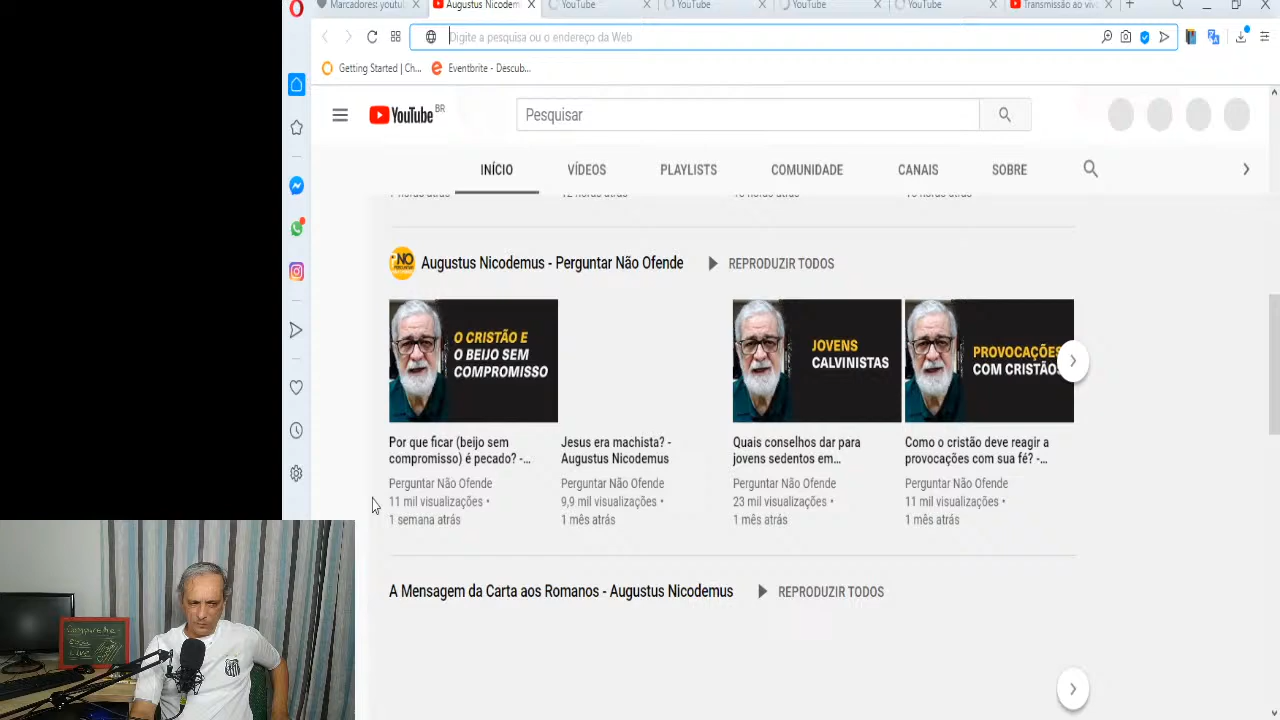 Marcadores: youtu
Augustus Nicodem
YouTube
YouTube
YouTube
YouTube
Transmissão ao viv
Digite a pesquisa ou o endereço da Web
Getting Started | Ch...
Eventbrite - Descub...
YouTube BR
Pesquisar
INÍCIO
VÍDEOS
PLAYLISTS
COMUNIDADE
CANAIS
SOBRE
NO
Augustus Nicodemus - Perguntar Não Ofende
REPRODUZIR TODOS
O CRISTÃO E
O BEIJO SEM
COMPROMISSO
JOVENS
CALVINISTAS
PROVOCAÇÕES
COM CRISTÃOS
Por que ficar (beijo sem
compromisso) é pecado? -...
Perguntar Não Ofende
11 mil visualizações •
1 semana atrás
Jesus era machista? -
Augustus Nicodemus
Perguntar Não Ofende
9,9 mil visualizações •
1 mês atrás
Quais conselhos dar para
jovens sedentos em...
Perguntar Não Ofende
23 mil visualizações •
1 mês atrás
Como o cristão deve reagir a
provocações com sua fé? -...
Perguntar Não Ofende
11 mil visualizações •
1 mês atrás
A Mensagem da Carta aos Romanos - Augustus Nicodemus
REPRODUZIR TODOS
Compartilhe